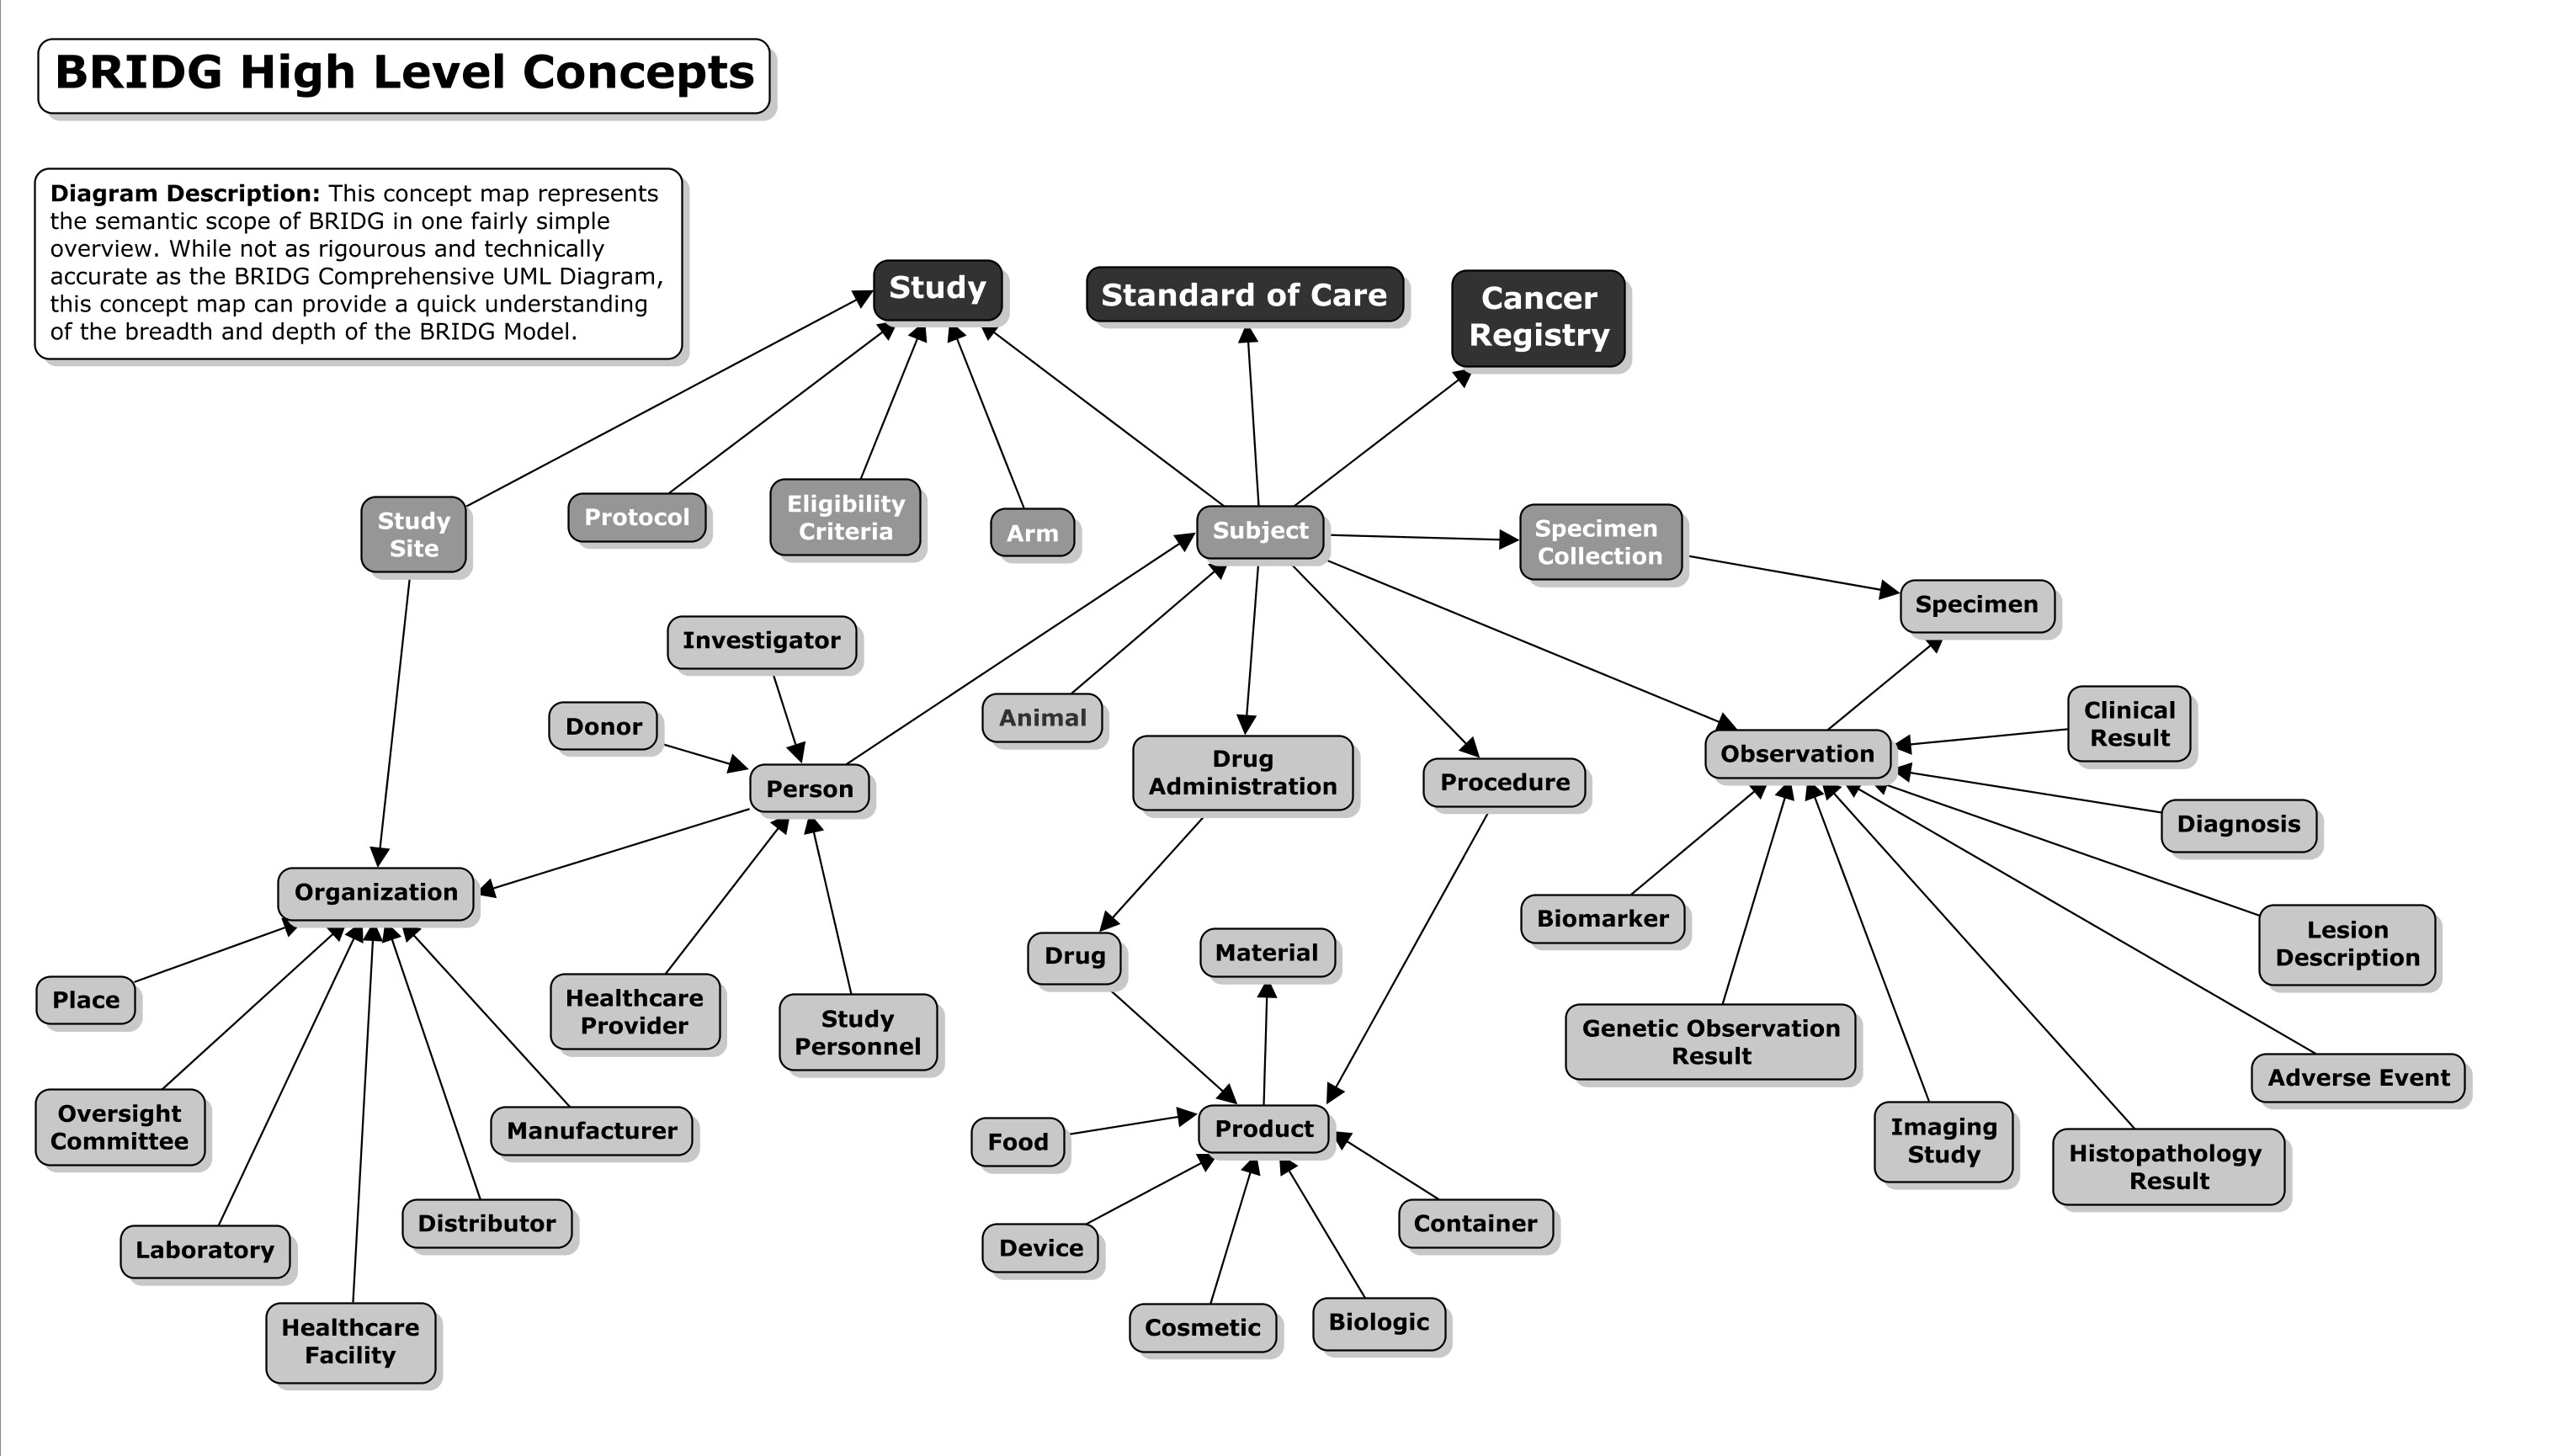 BRIDG High Level Concepts
Diagram Description: This concept map represents
the semantic scope of BRIDG in one fairly simple
overview. While not as rigourous and technically
accurate as the BRIDG Comprehensive UML Diagram,
this concept map can provide a quick understanding
of the breadth and depth of the BRIDG Model.
Study
Standard of Care
Cancer
Registry
Study
Site
Protocol
Eligibility
Criteria
Arm
Subject
Specimen
Collection
Specimen
Investigator
Donor
Person
Animal
Drug
Administration
Procedure
Observation
Clinical
Result
Diagnosis
Organization
Place
Healthcare
Provider
Study
Personnel
Drug
Material
Biomarker
Lesion
Description
Genetic Observation
Result
Adverse Event
Oversight
Committee
Manufacturer
Food
Product
Imaging
Study
Histopathology
Result
Laboratory
Distributor
Device
Container
Healthcare
Facility
Cosmetic
Biologic